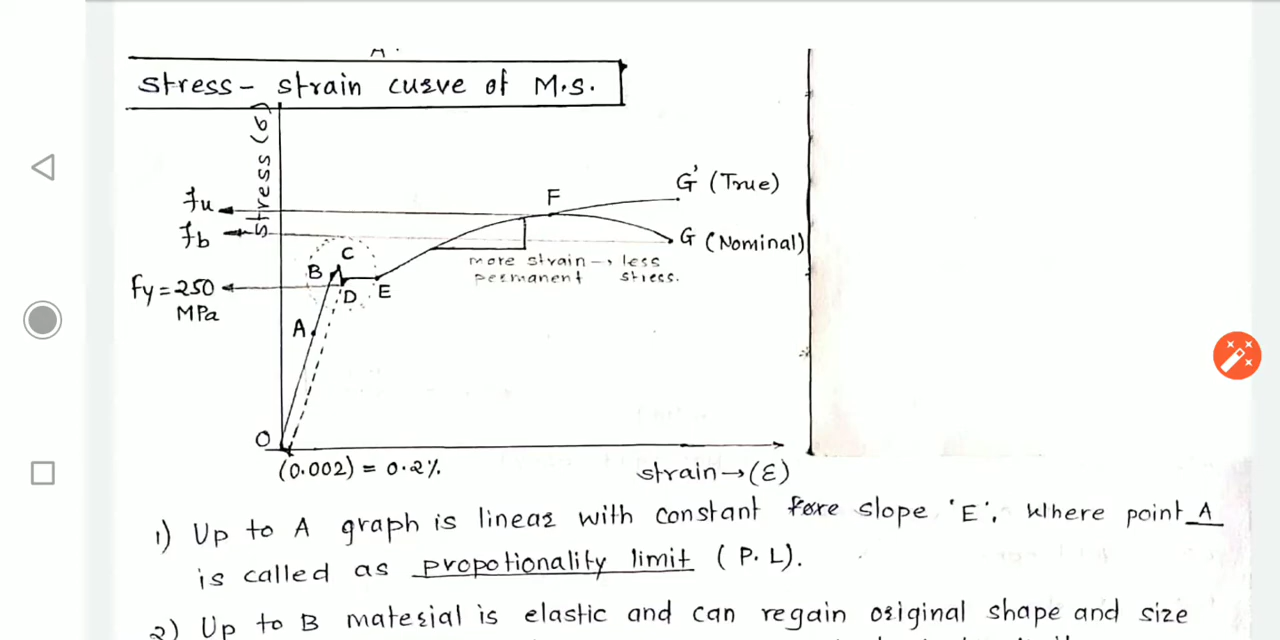 Stress - strain curve of M.S.
Stress (σ)
G' (True)
F
fu
fb
G (Nominal)
C
B
more strain → less
permanent stress.
fy = 250
MPa
D
E
A
O
(0.002) = 0.2%
strain → (ε)
1) Up to A graph is linear with constant slope 'E', Where point A
is called as propotionality limit (P.L).
2) Up to B material is elastic and can regain original shape and size